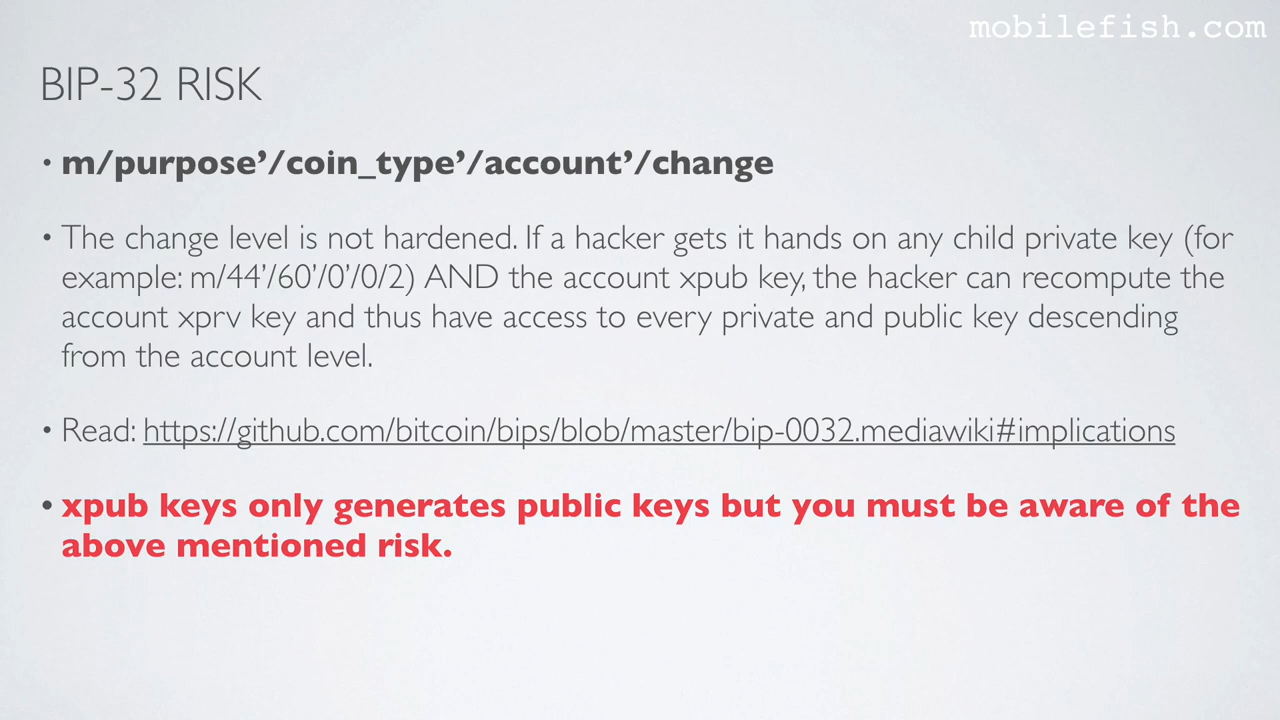 mobilefish.com
BIP-32 RISK
• m/purpose’/coin_type’/account’/change
• The change level is not hardened. If a hacker gets it hands on any child private key (for
example: m/44’/60’/0’/0/2) AND the account xpub key, the hacker can recompute the
account xprv key and thus have access to every private and public key descending
from the account level.
• Read: https://github.com/bitcoin/bips/blob/master/bip-0032.mediawiki#implications
• xpub keys only generates public keys but you must be aware of the
above mentioned risk.